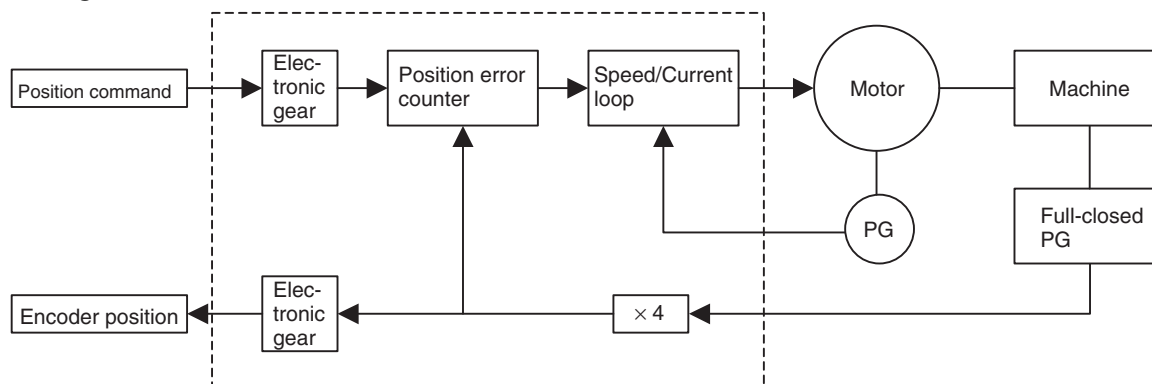 Position command
Elec-
tronic
gear
Position error
counter
Speed/Current
loop
Motor
Machine
PG
Full-closed
PG
Encoder position
Elec-
tronic
gear
× 4